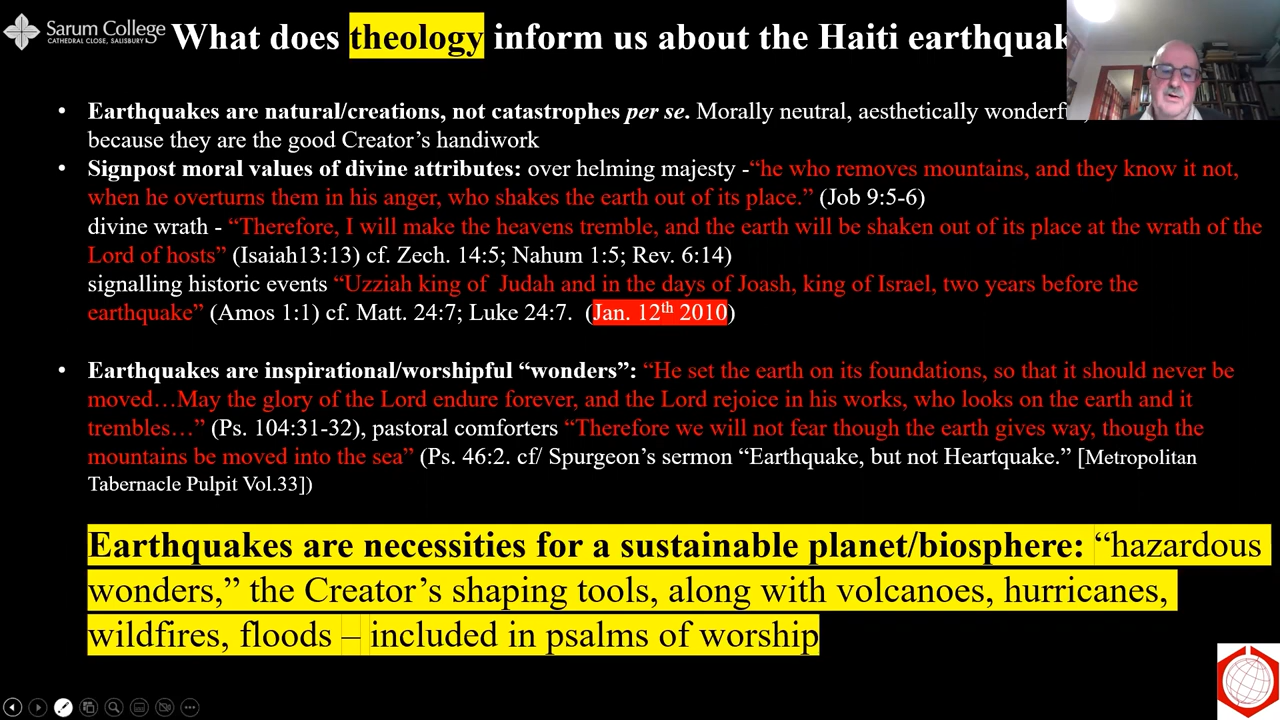 Sarum College
CATHEDRAL CLOSE, SALISBURY
What does theology inform us about the Haiti earthquak
• Earthquakes are natural/creations, not catastrophes per se. Morally neutral, aesthetically wonderful,
because they are the good Creator’s handiwork
• Signpost moral values of divine attributes: over helming majesty -“he who removes mountains, and they know it not,
when he overturns them in his anger, who shakes the earth out of its place.” (Job 9:5-6)
divine wrath - “Therefore, I will make the heavens tremble, and the earth will be shaken out of its place at the wrath of the
Lord of hosts” (Isaiah13:13) cf. Zech. 14:5; Nahum 1:5; Rev. 6:14)
signalling historic events “Uzziah king of Judah and in the days of Joash, king of Israel, two years before the
earthquake” (Amos 1:1) cf. Matt. 24:7; Luke 24:7. (Jan. 12th 2010)
• Earthquakes are inspirational/worshipful “wonders”: “He set the earth on its foundations, so that it should never be
moved…May the glory of the Lord endure forever, and the Lord rejoice in his works, who looks on the earth and it
trembles…” (Ps. 104:31-32), pastoral comforters “Therefore we will not fear though the earth gives way, though the
mountains be moved into the sea” (Ps. 46:2. cf/ Spurgeon’s sermon “Earthquake, but not Heartquake.” [Metropolitan
Tabernacle Pulpit Vol.33])
Earthquakes are necessities for a sustainable planet/biosphere: “hazardous
wonders,” the Creator’s shaping tools, along with volcanoes, hurricanes,
wildfires, floods – included in psalms of worship